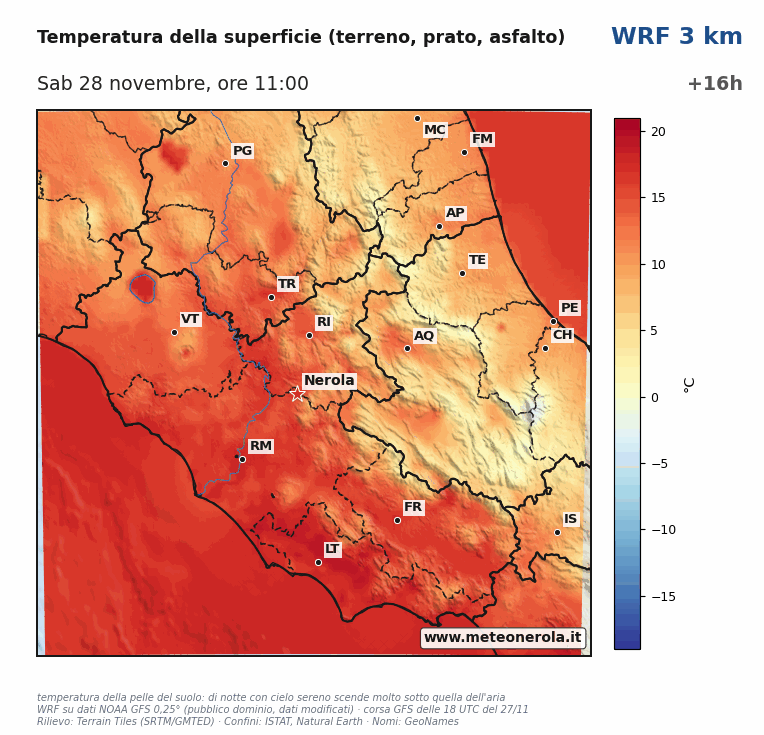 Temperatura della superficie (terreno, prato, asfalto)
WRF 3 km
Sab 28 novembre, ore 11:00
+16h
MC
FM
PG
AP
TE
TR
PE
VT
RI
AQ
CH
Nerola
RM
FR
IS
LT
www.meteonerola.it
20
15
10
5
0
−5
−10
−15
°C
temperatura della pelle del suolo: di notte con cielo sereno scende molto sotto quella dell'aria
WRF su dati NOAA GFS 0,25° (pubblico dominio, dati modificati) · corsa GFS delle 18 UTC del 27/11
Rilievo: Terrain Tiles (SRTM/GMTED) · Confini: ISTAT, Natural Earth · Nomi: GeoNames